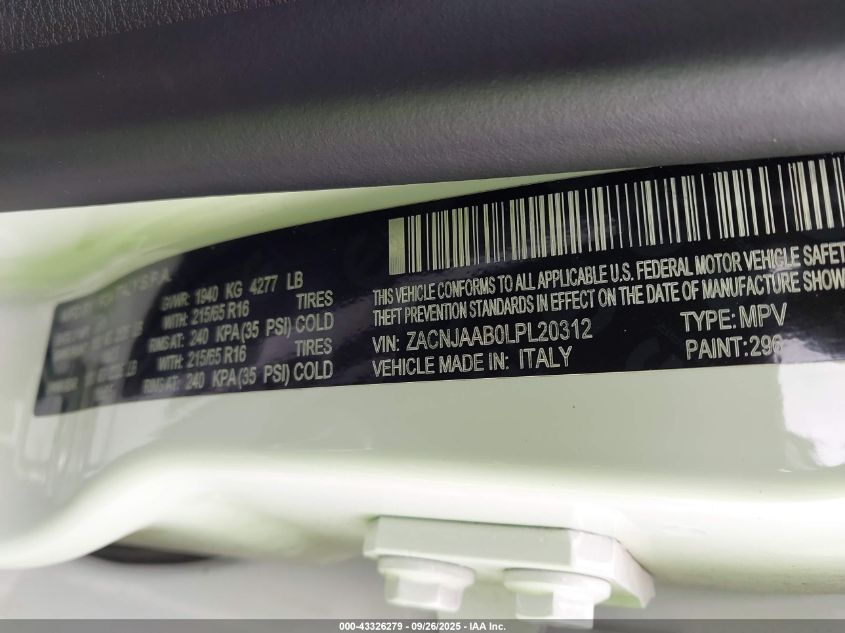 GVWR: 1940 KG 4277 LB
WITH: 215/65 R16 TIRES
RIMS AT: 240 KPA(35 PSI) COLD
WITH: 215/65 R16 TIRES
RIMS AT: 240 KPA(35 PSI) COLD
THIS VEHICLE CONFORMS TO ALL APPLICABLE U.S. FEDERAL MOTOR VEHICLE SAFETY
THEFT PREVENTION STANDARDS IN EFFECT ON THE DATE OF MANUFACTURE SHOW
VIN: ZACNJAAB0LPL20312 TYPE: MPV
VEHICLE MADE IN: ITALY PAINT:296
000-43326279 - 09/26/2025 - IAA Inc.